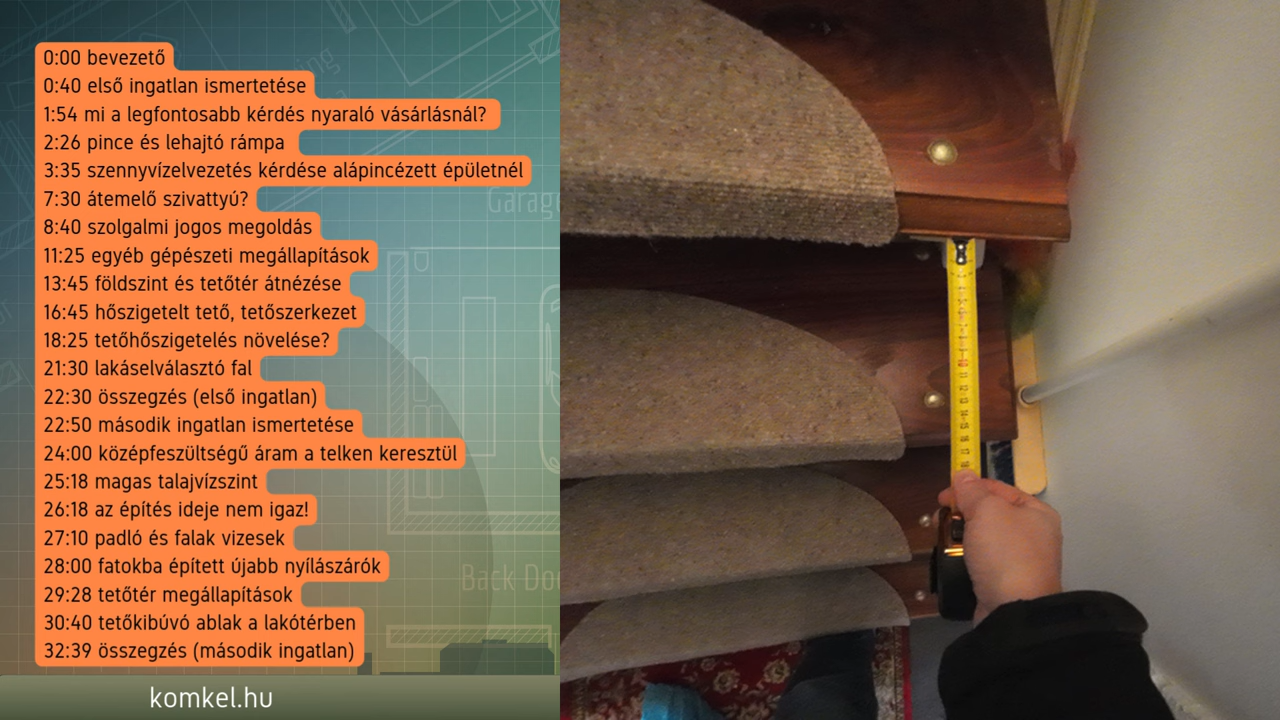 0:00 bevezető
0:40 első ingatlan ismertetése
1:54 mi a legfontosabb kérdés nyaraló vásárlásnál?
2:26 pince és lehajtó rámpa
3:35 szennyvízelvezetés kérdése alápincézett épületnél
7:30 átemelő szivattyú?
8:40 szolgalmi jogos megoldás
11:25 egyéb gépészeti megállapítások
13:45 földszint és tetőtér átnézése
16:45 hőszigetelt tető, tetőszerkezet
18:25 tetőhőszigetelés növelése?
21:30 lakáselválasztó fal
22:30 összegzés (első ingatlan)
22:50 második ingatlan ismertetése
24:00 középfeszültségű áram a telken keresztül
25:18 magas talajvízszint
26:18 az építés ideje nem igaz!
27:10 padló és falak vizesek
28:00 fatokba épített újabb nyílászárók
29:28 tetőtér megállapítások
30:40 tetőkibúvó ablak a lakótérben
32:39 összegzés (második ingatlan)
Garage
Back Doo
komkel.hu